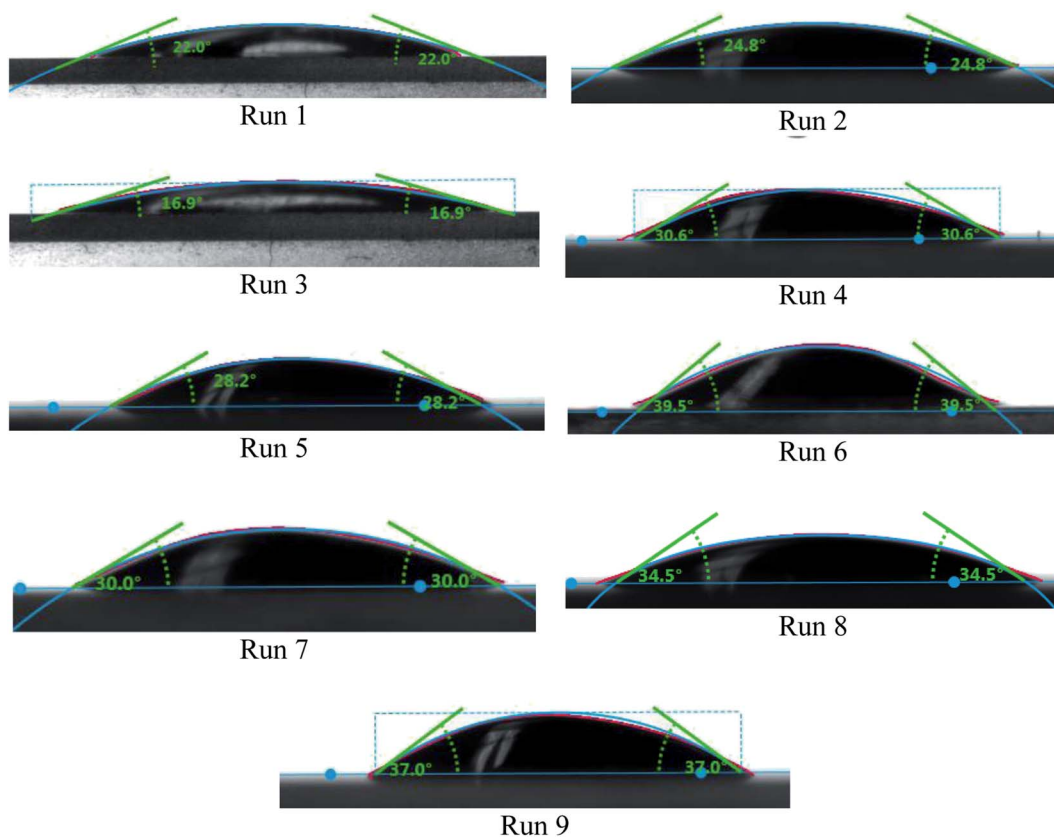 22.0° 22.0°
Run 1
24.8° 24.8°
Run 2
16.9° 16.9°
Run 3
30.6° 30.6°
Run 4
28.2° 28.2°
Run 5
39.5° 39.5°
Run 6
30.0° 30.0°
Run 7
34.5° 34.5°
Run 8
37.0° 37.0°
Run 9